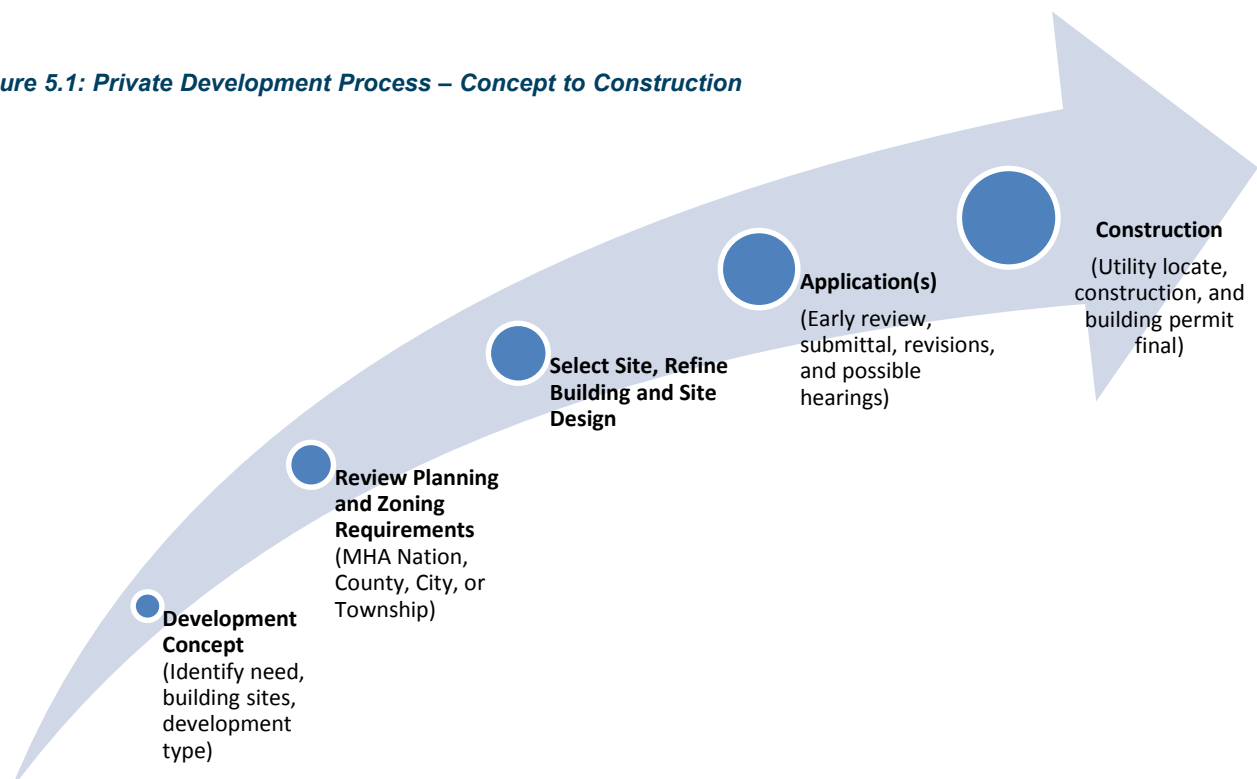 ure 5.1: Private Development Process – Concept to Construction
Construction
(Utility locate,
construction, and
building permit
final)
Application(s)
(Early review,
submittal, revisions,
and possible
hearings)
Select Site, Refine
Building and Site
Design
Review Planning
and Zoning
Requirements
(MHA Nation,
County, City, or
Township)
Development
Concept
(Identify need,
building sites,
development
type)